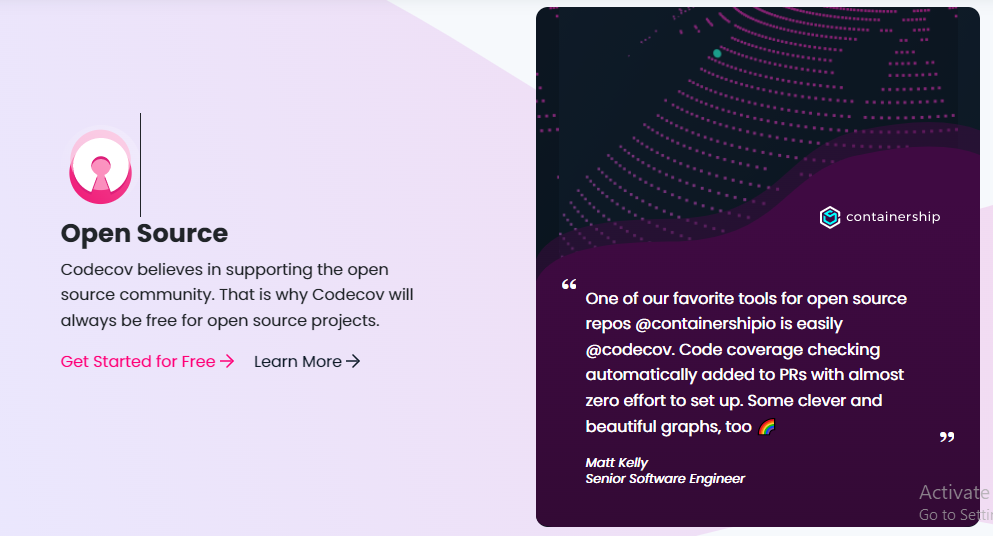 Open Source
Codecov believes in supporting the open
source community. That is why Codecov will
always be free for open source projects.
Get Started for Free → Learn More →
containership
“ One of our favorite tools for open source
repos @containershipio is easily
@codecov. Code coverage checking
automatically added to PRs with almost
zero effort to set up. Some clever and
beautiful graphs, too 🌈 ”
Matt Kelly
Senior Software Engineer
Activate
Go to Setti